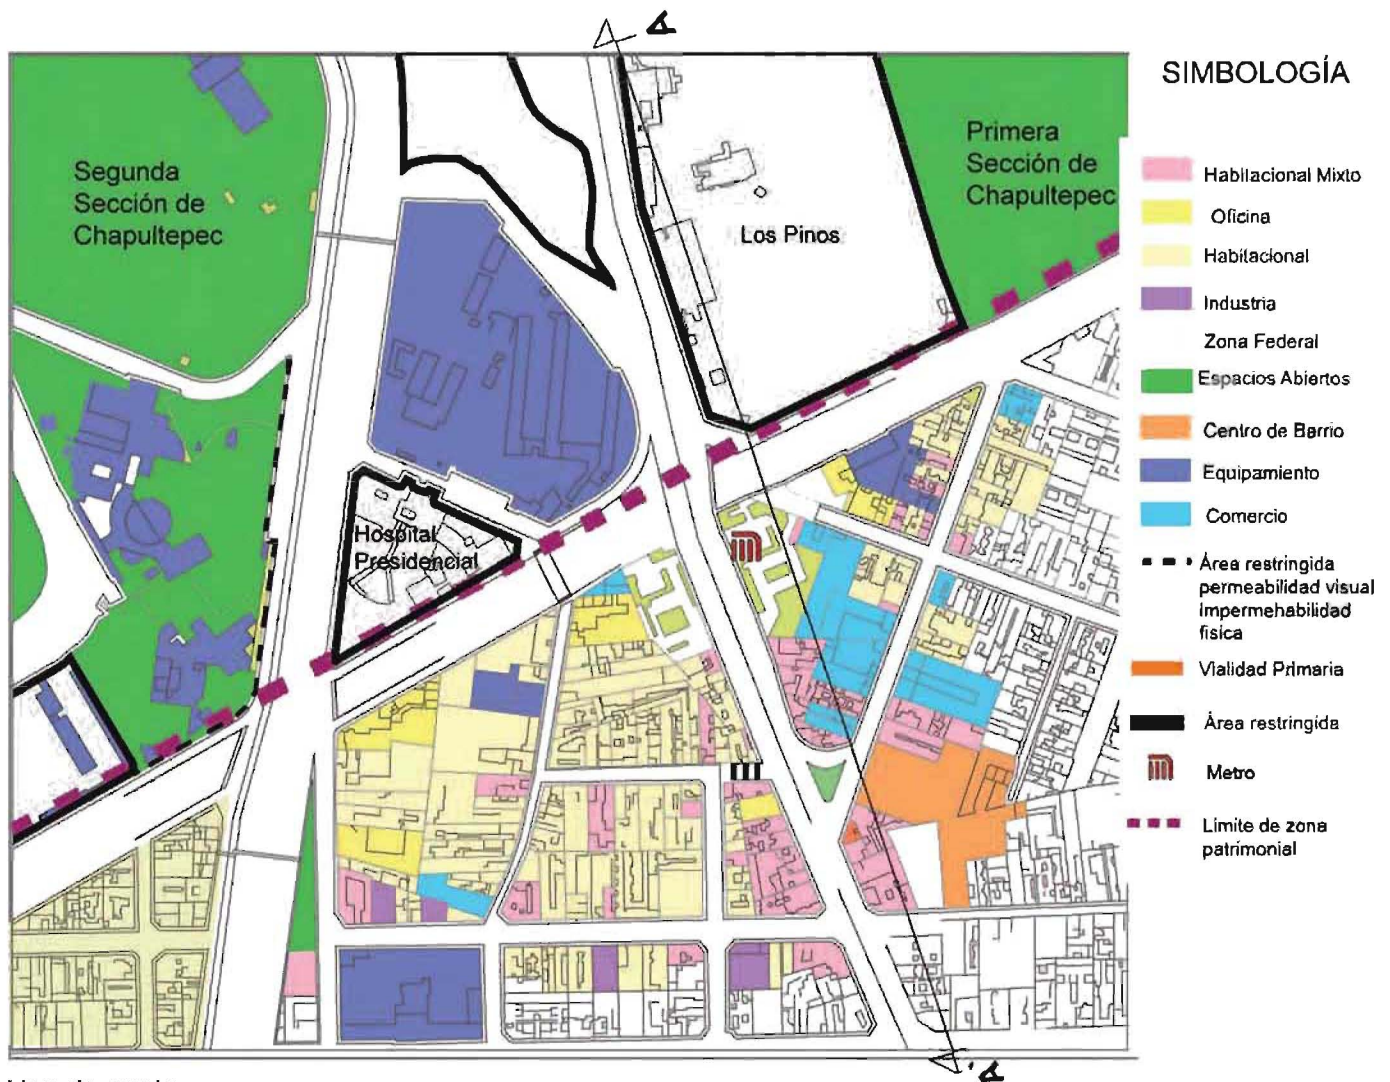 A
SIMBOLOGÍA
Segunda
Sección de
Chapultepec
Primera
Sección de
Chapultepec
Los Pinos
Hospital
Presidencial
Habitacional Mixto
Oficina
Habitacional
Industria
Zona Federal
Espacios Abiertos
Centro de Barrio
Equipamiento
Comercio
Área restringida
permeabilidad visual
impermehabilidad
fisica
Vialidad Primaria
Área restringida
Metro
Limite de zona
patrimonial
A'